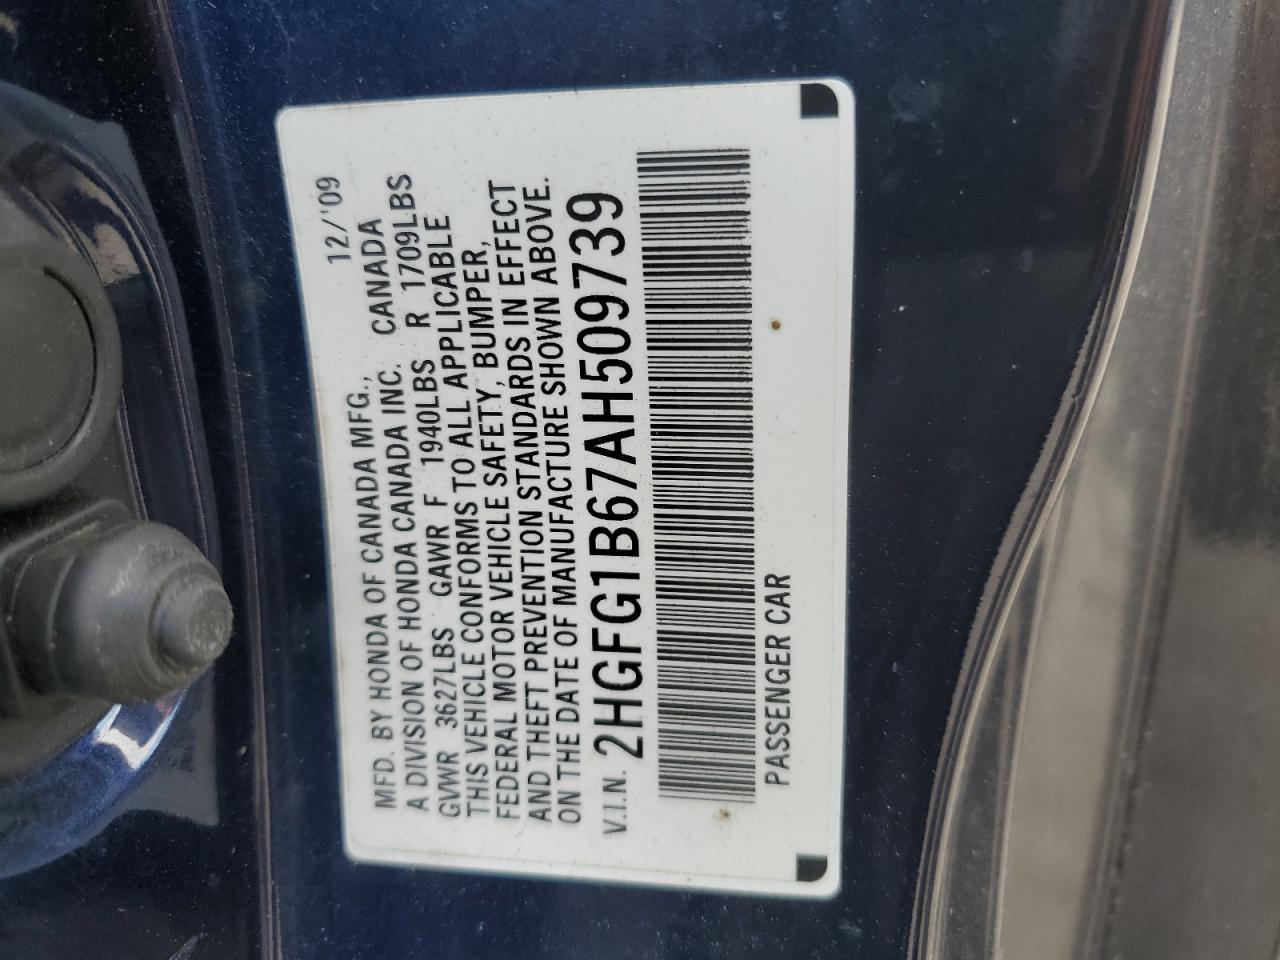 MFD. BY HONDA OF CANADA MFG., 12/'09
A DIVISION OF HONDA CANADA INC. CANADA
GVWR 3627LBS GAWR F 1940LBS R 1709LBS
THIS VEHICLE CONFORMS TO ALL APPLICABLE
FEDERAL MOTOR VEHICLE SAFETY, BUMPER,
AND THEFT PREVENTION STANDARDS IN EFFECT
ON THE DATE OF MANUFACTURE SHOWN ABOVE.
V.I.N. 2HGFG1B67AH509739
PASSENGER CAR